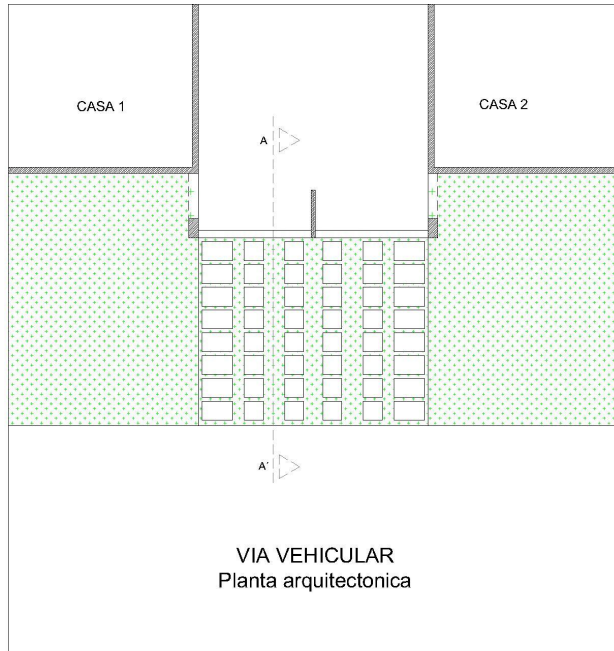 CASA 1
CASA 2
A
A'
VIA VEHICULAR
Planta arquitectonica